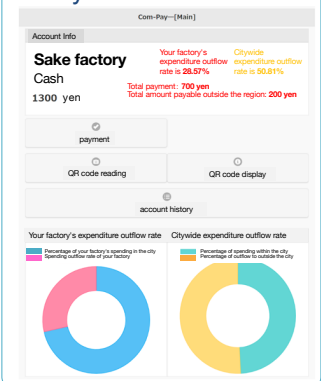 Com-Pay—[Main]
Account Info
Sake factory
Cash
1300 yen
Your factory's
expenditure outflow
rate is 28.57%
Citywide
expenditure outflow
rate is 50.81%
Total payment: 700 yen
Total amount payable outside the region: 200 yen
payment
QR code reading
QR code display
account history
Your factory's expenditure outflow rate
Percentage of your factory's spending in the city
Spending outflow rate of your factory
Citywide expenditure outflow rate
Percentage of spending within the city
Percentage of outflow to outside the city